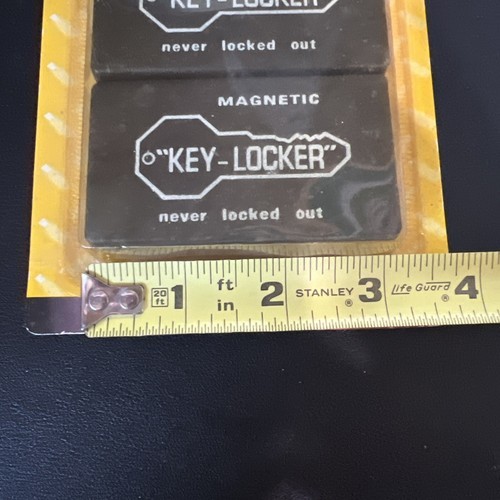 "KEY-LOCKER"
never locked out
MAGNETIC
"KEY-LOCKER"
never locked out
20 ft 1 ft in 2 STANLEY® 3 Life Guard® 4